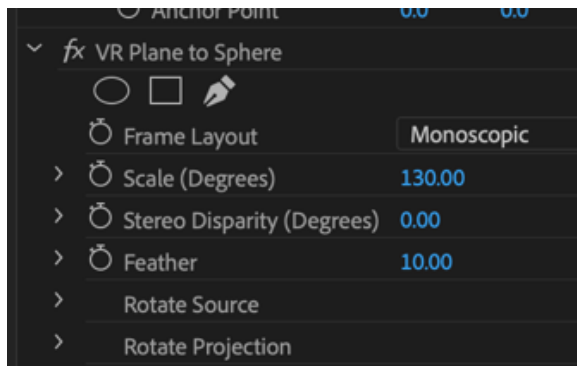 Anchor Point 0.0 0.0
fx VR Plane to Sphere
Frame Layout Monoscopic
Scale (Degrees) 130.00
Stereo Disparity (Degrees) 0.00
Feather 10.00
Rotate Source
Rotate Projection